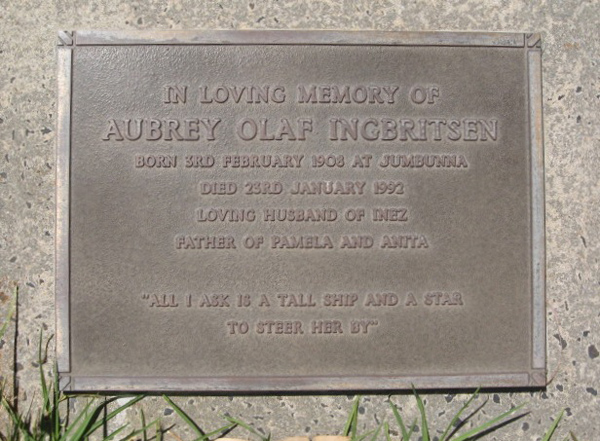 IN LOVING MEMORY OF
AUBREY OLAF INGBRITSEN
BORN 3RD FEBRUARY 1908 AT JUMBUNNA
DIED 23RD JANUARY 1992
LOVING HUSBAND OF INEZ
FATHER OF PAMELA AND ANITA
"ALL I ASK IS A TALL SHIP AND A STAR
TO STEER HER BY"